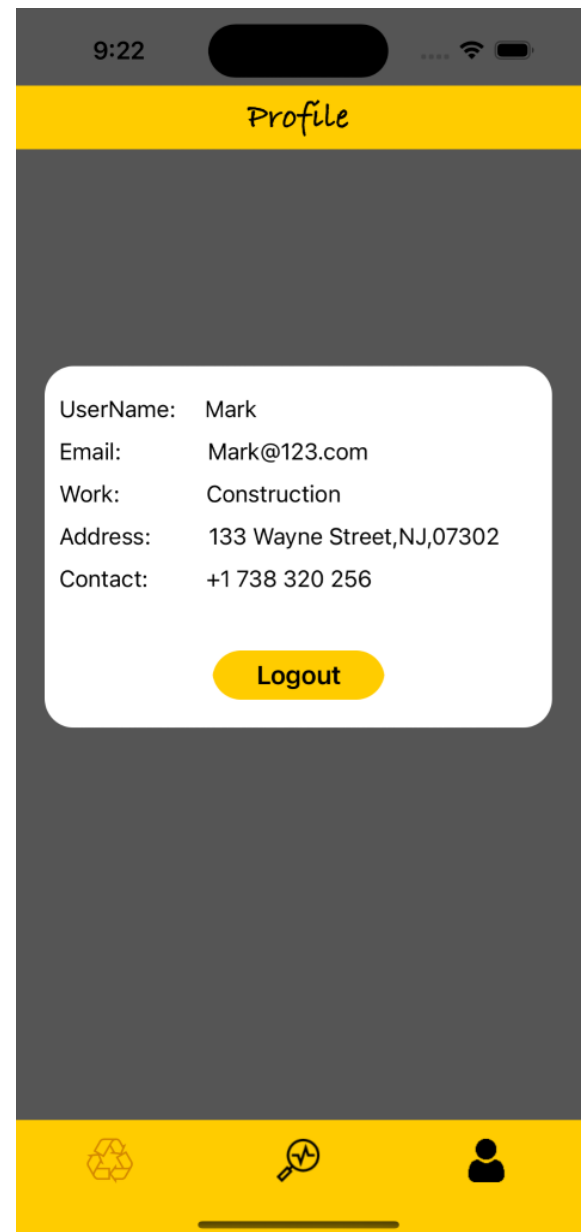 9:22
Profile
UserName: Mark
Email: Mark@123.com
Work: Construction
Address: 133 Wayne Street,NJ,07302
Contact: +1 738 320 256
Logout